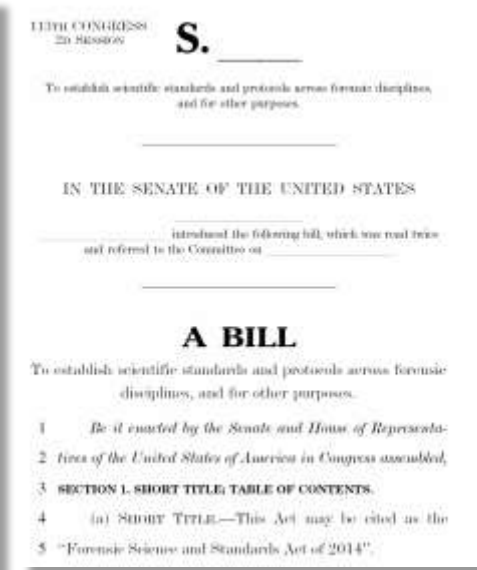 113TH CONGRESS
2D SESSION
S.
To establish scientific standards and protocols across forensic disciplines,
and for other purposes.
IN THE SENATE OF THE UNITED STATES
introduced the following bill; which was read twice
and referred to the Committee on
A BILL
To establish scientific standards and protocols across forensic
disciplines, and for other purposes.
1 Be it enacted by the Senate and House of Representa-
2 tives of the United States of America in Congress assembled,
3 SECTION 1. SHORT TITLE; TABLE OF CONTENTS.
4 (a) SHORT TITLE.—This Act may be cited as the
5 “Forensic Science and Standards Act of 2014”.